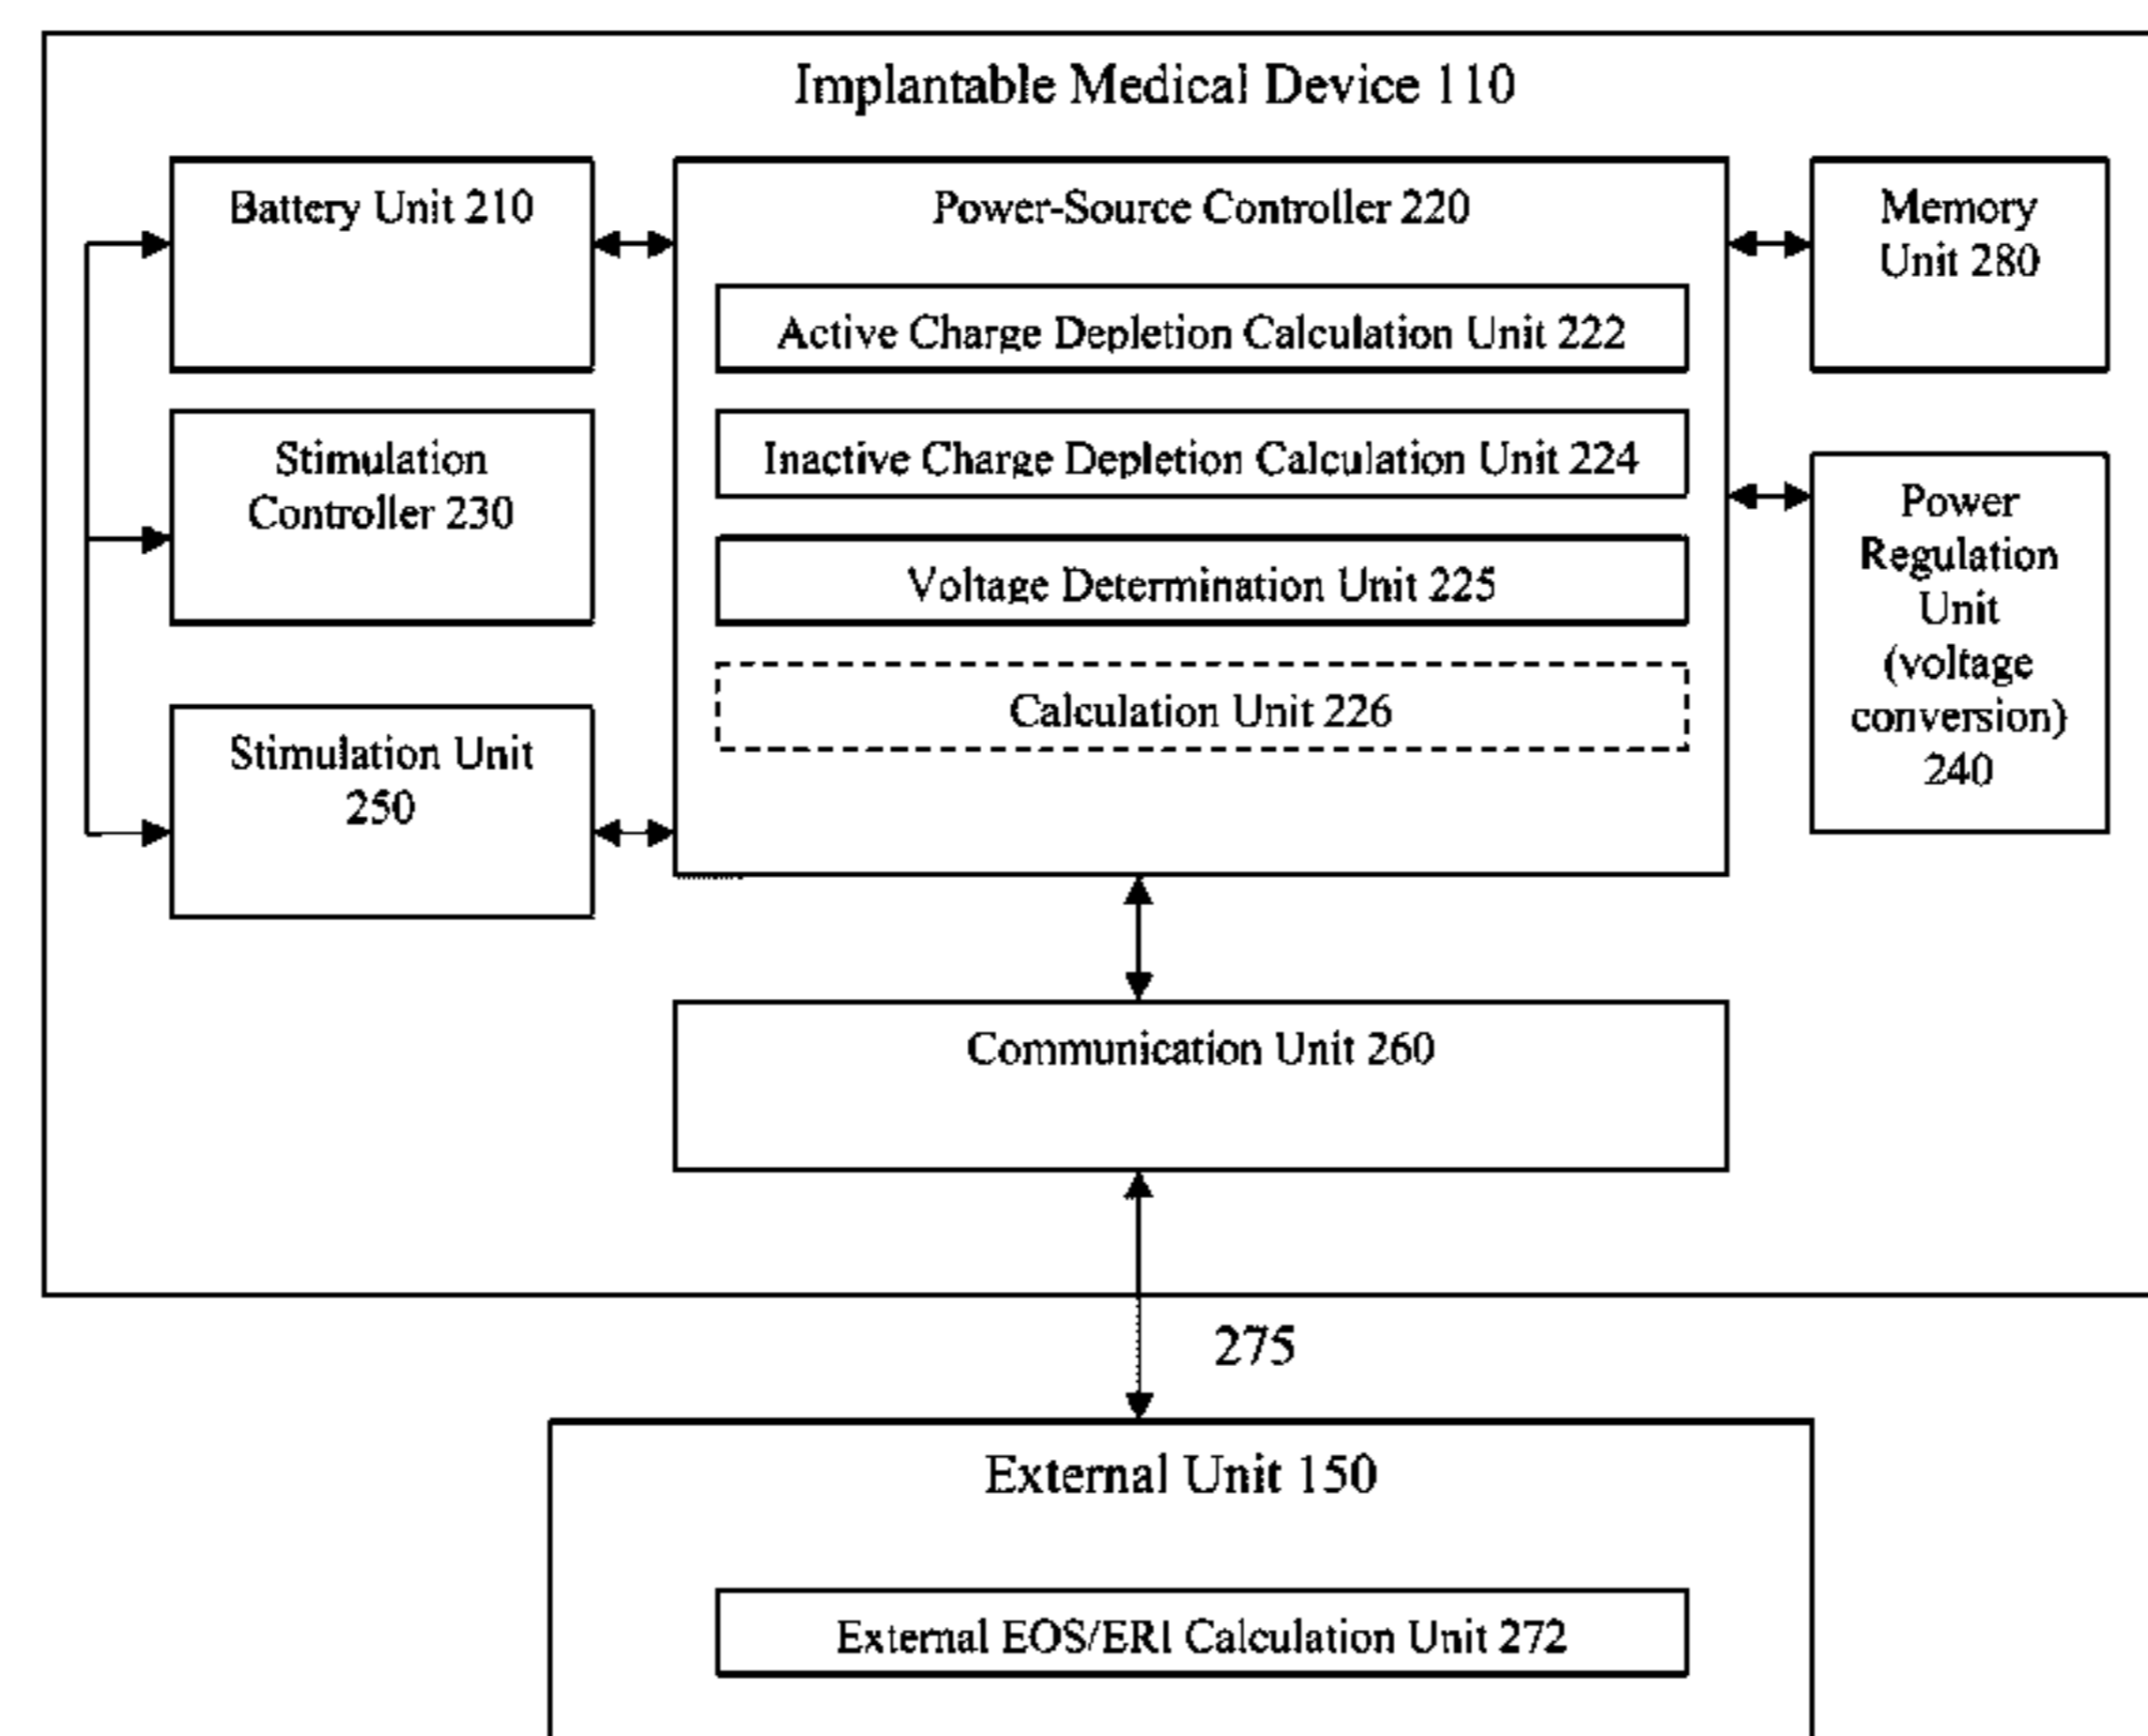 Implantable Medical Device 110
Battery Unit 210
Power-Source Controller 220
Memory
Unit 280
Active Charge Depletion Calculation Unit 222
Stimulation
Controller 230
Inactive Charge Depletion Calculation Unit 224
Power
Regulation
Unit
(voltage
conversion)
240
Voltage Determination Unit 225
Calculation Unit 226
Stimulation Unit
250
Communication Unit 260
275
External Unit 150
External EOS/ERI Calculation Unit 272